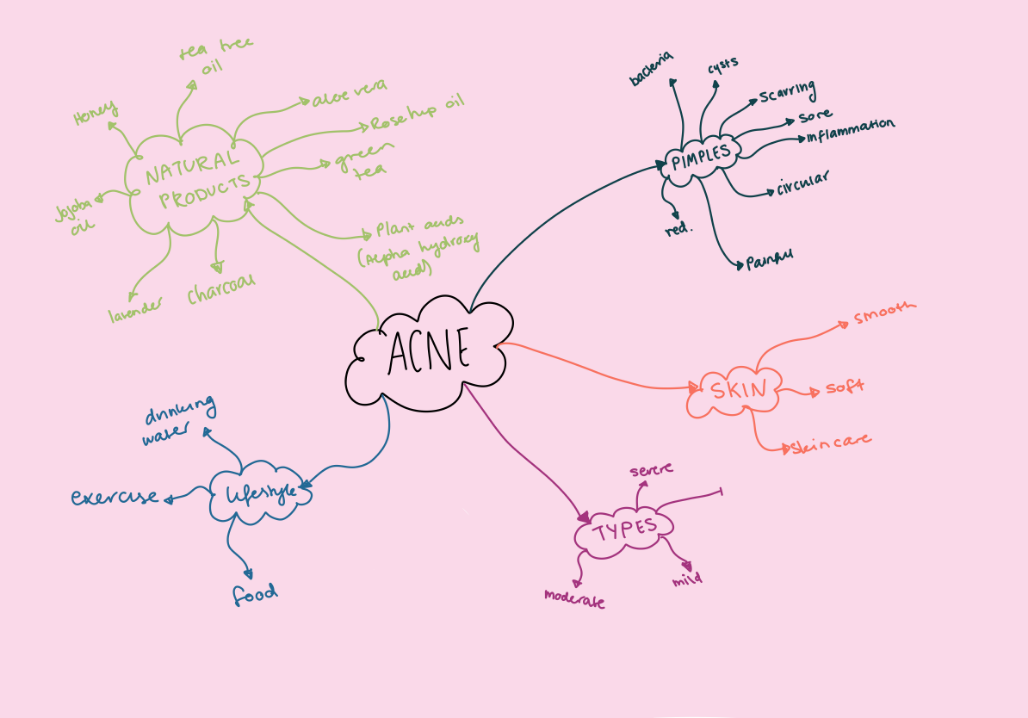 tea tree
oil
Honey
aloe vera
Rosehip oil
green
tea
NATURAL
PRODUCTS
Jojoba
oil
Plant acids
(Alpha hydroxy
acid)
lavender
charcoal
bacteria
cysts
Scarring
sore
inflammation
PIMPLES
circular
red.
Painful
ACNE
smooth
SKIN
soft
skincare
drinking
water
exercise
lifestyle
food
severe
TYPES
moderate
mild